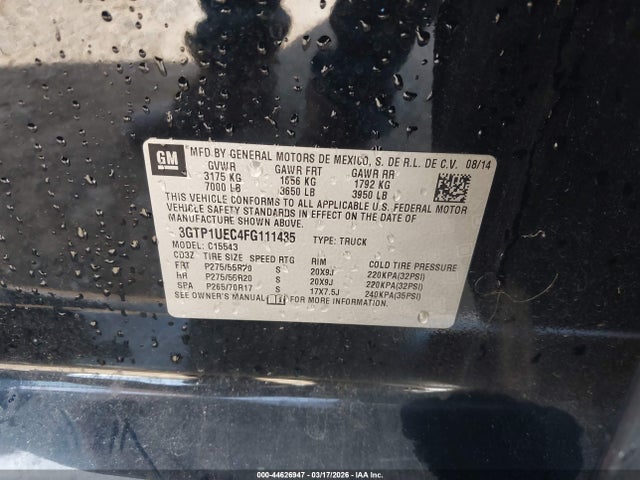 GM MFD BY GENERAL MOTORS DE MEXICO, S. DE R.L. DE C.V. 08/14
GVWR GAWR FRT GAWR RR
3175 KG 1656 KG 1792 KG
7000 LB 3650 LB 3950 LB
THIS VEHICLE CONFORMS TO ALL APPLICABLE U.S. FEDERAL MOTOR
VEHICLE SAFETY STANDARDS IN EFFECT ON THE DATE OF
MANUFACTURE SHOWN ABOVE.
3GTP1UEC4FG111435 TYPE: TRUCK
MODEL: C15543
CD3Z TIRE SIZE SPEED RTG RIM COLD TIRE PRESSURE
FRT P275/55R20 S 20X9J 220KPA(32PSI)
RR P275/55R20 S 20X9J 220KPA(32PSI)
SPA P265/70R17 S 17X7.5J 240KPA(35PSI)
SEE OWNER'S MANUAL FOR MORE INFORMATION.
© 000~44626947 - 03/17/2026 - IAA Inc.